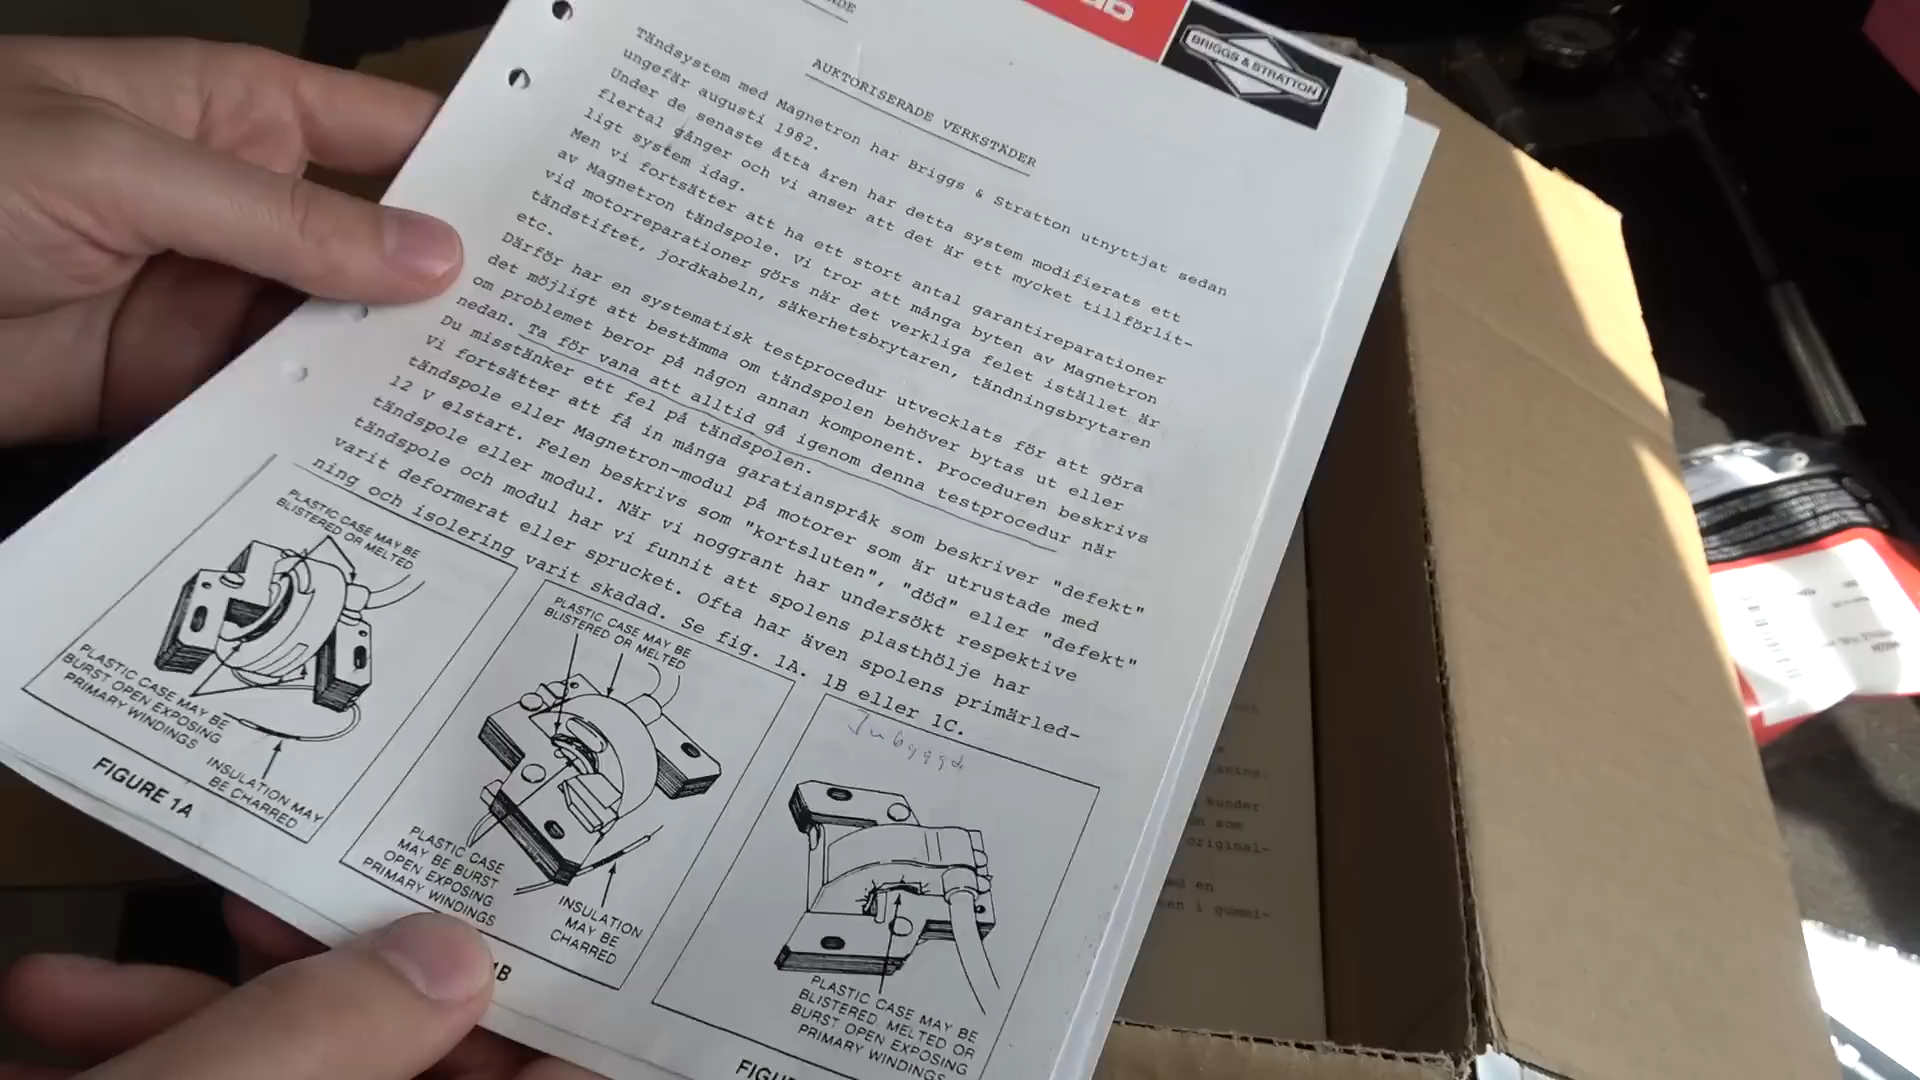 BRIGGS & STRATTON
AUKTORISERADE VERKSTÄDER
Tändsystem med Magnetron har Briggs & Stratton utnyttjat sedan
ungefär augusti 1982.
Under de senaste åtta åren har detta system modifierats ett
flertal gånger och vi anser att det är ett mycket tillförlit-
ligt system idag.
Men vi fortsätter att ha ett stort antal garantireparationer
av Magnetron tändspole. Vi tror att många byten av Magnetron
vid motorreparationer görs när det verkliga felet istället är
tändstiftet, jordkabeln, säkerhetsbrytaren, tändningsbrytaren
etc.
Därför har en systematisk testprocedur utvecklats för att göra
det möjligt att bestämma om tändspolen behöver bytas ut eller
om problemet beror på någon annan komponent. Proceduren beskrivs
nedan. Ta för vana att alltid gå igenom denna testprocedur när
Du misstänker ett fel på tändspolen.
Vi fortsätter att få in många garatianspråk som beskriver "defekt"
tändspole eller Magnetron-modul på motorer som är utrustade med
12 V elstart. Felen beskrivs som "kortsluten", "död" eller "defekt"
tändspole eller modul. När vi noggrant har undersökt respektive
tändspole och modul har vi funnit att spolens plasthölje har
varit deformerat eller sprucket. Ofta har även spolens primärled-
ning och isolering varit skadad. Se fig. 1A. 1B eller 1C.
PLASTIC CASE MAY BE
BLISTERED OR MELTED
PLASTIC CASE MAY BE
BURST OPEN EXPOSING
PRIMARY WINDINGS
INSULATION MAY
BE CHARRED
FIGURE 1A
PLASTIC CASE MAY BE
BLISTERED OR MELTED
PLASTIC CASE
MAY BE BURST
OPEN EXPOSING
PRIMARY WINDINGS
INSULATION
MAY BE
CHARRED
1B
PLASTIC CASE MAY BE
BLISTERED, MELTED OR
BURST OPEN EXPOSING
PRIMARY WINDINGS
kunder
som
original-
en
i gummi-